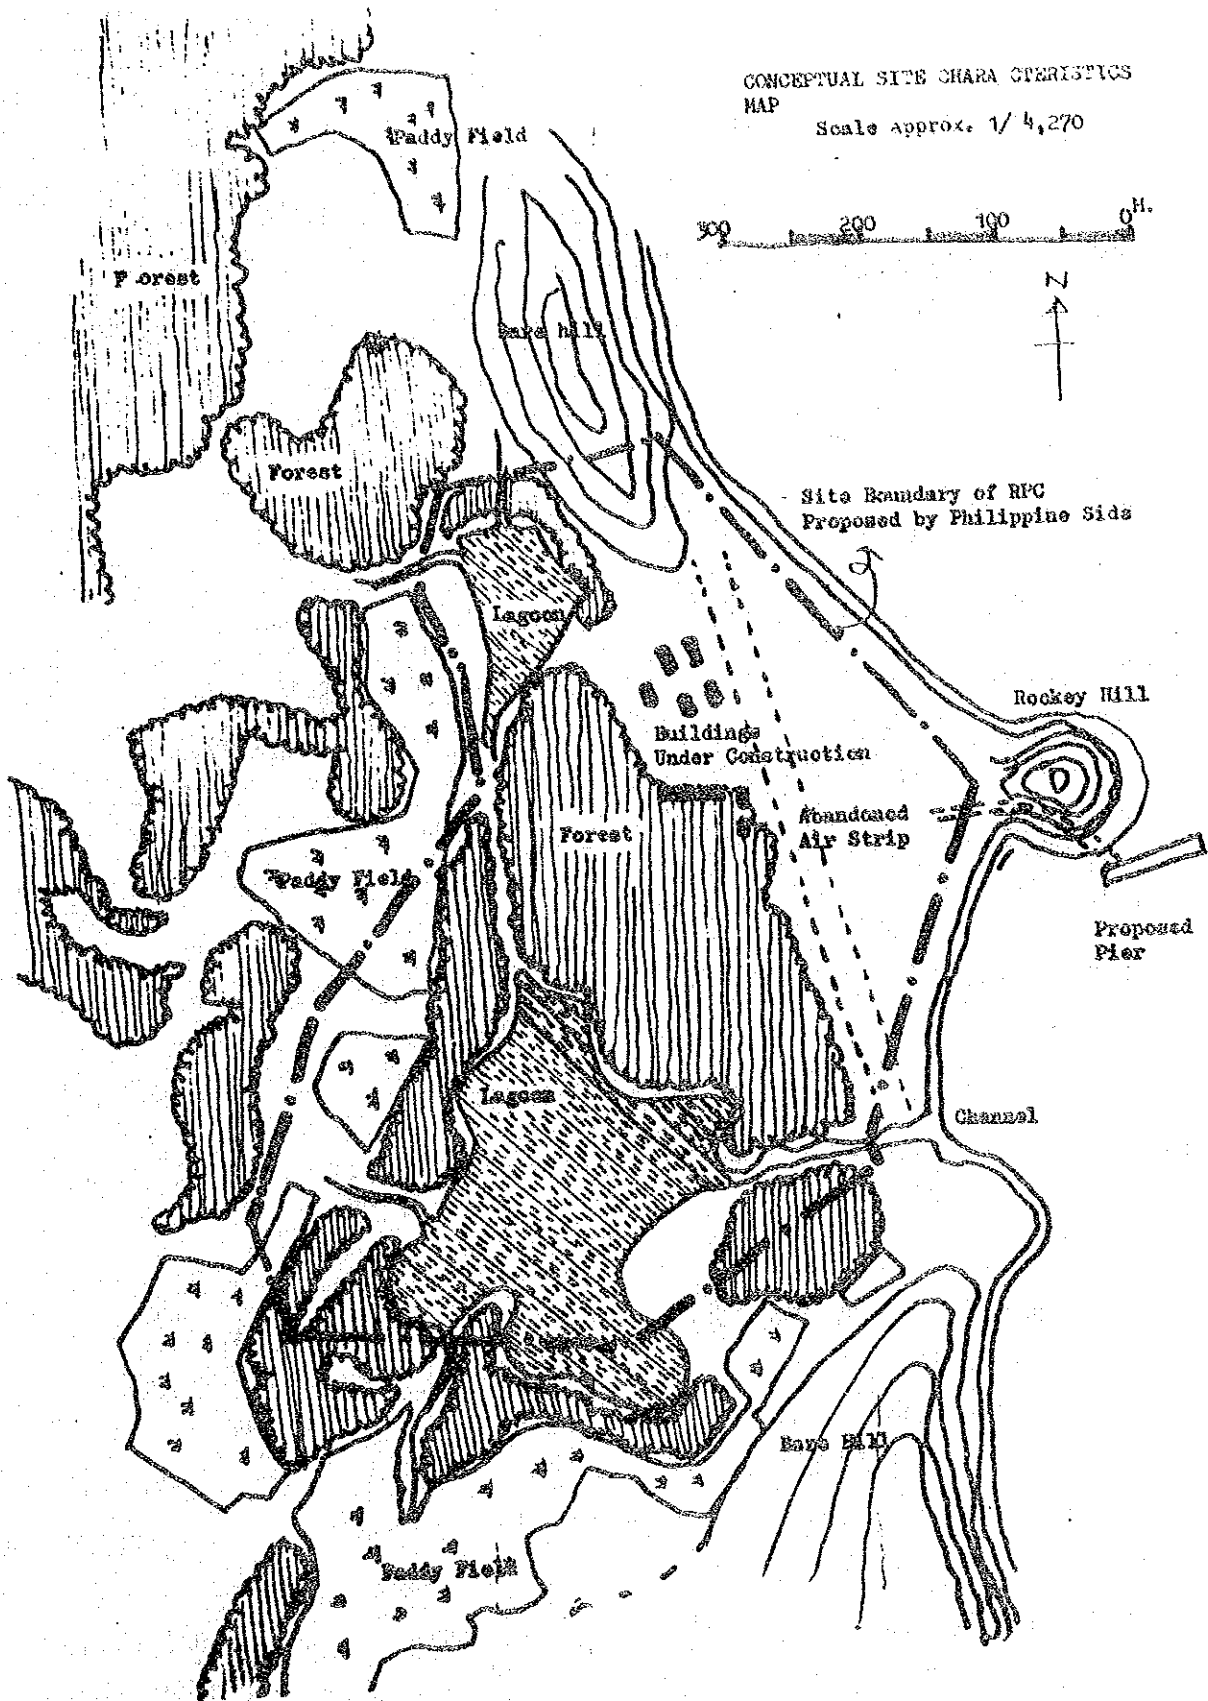 CONCEPTUAL SITE CHARA CTERISTICS
MAP
Scale Approx. 1/ 4,270
300 200 100 0 M.
N
Paddy Field
Forest
Bare hill
Forest
Site Boundary of RPC
Proposed by Philippine Side
Lagoon
Rockey Hill
Buildings
Under Construction
Abandoned
Air Strip
Forest
Paddy Field
Proposed
Pier
Lagoon
Channel
Bare Hill
Paddy Field